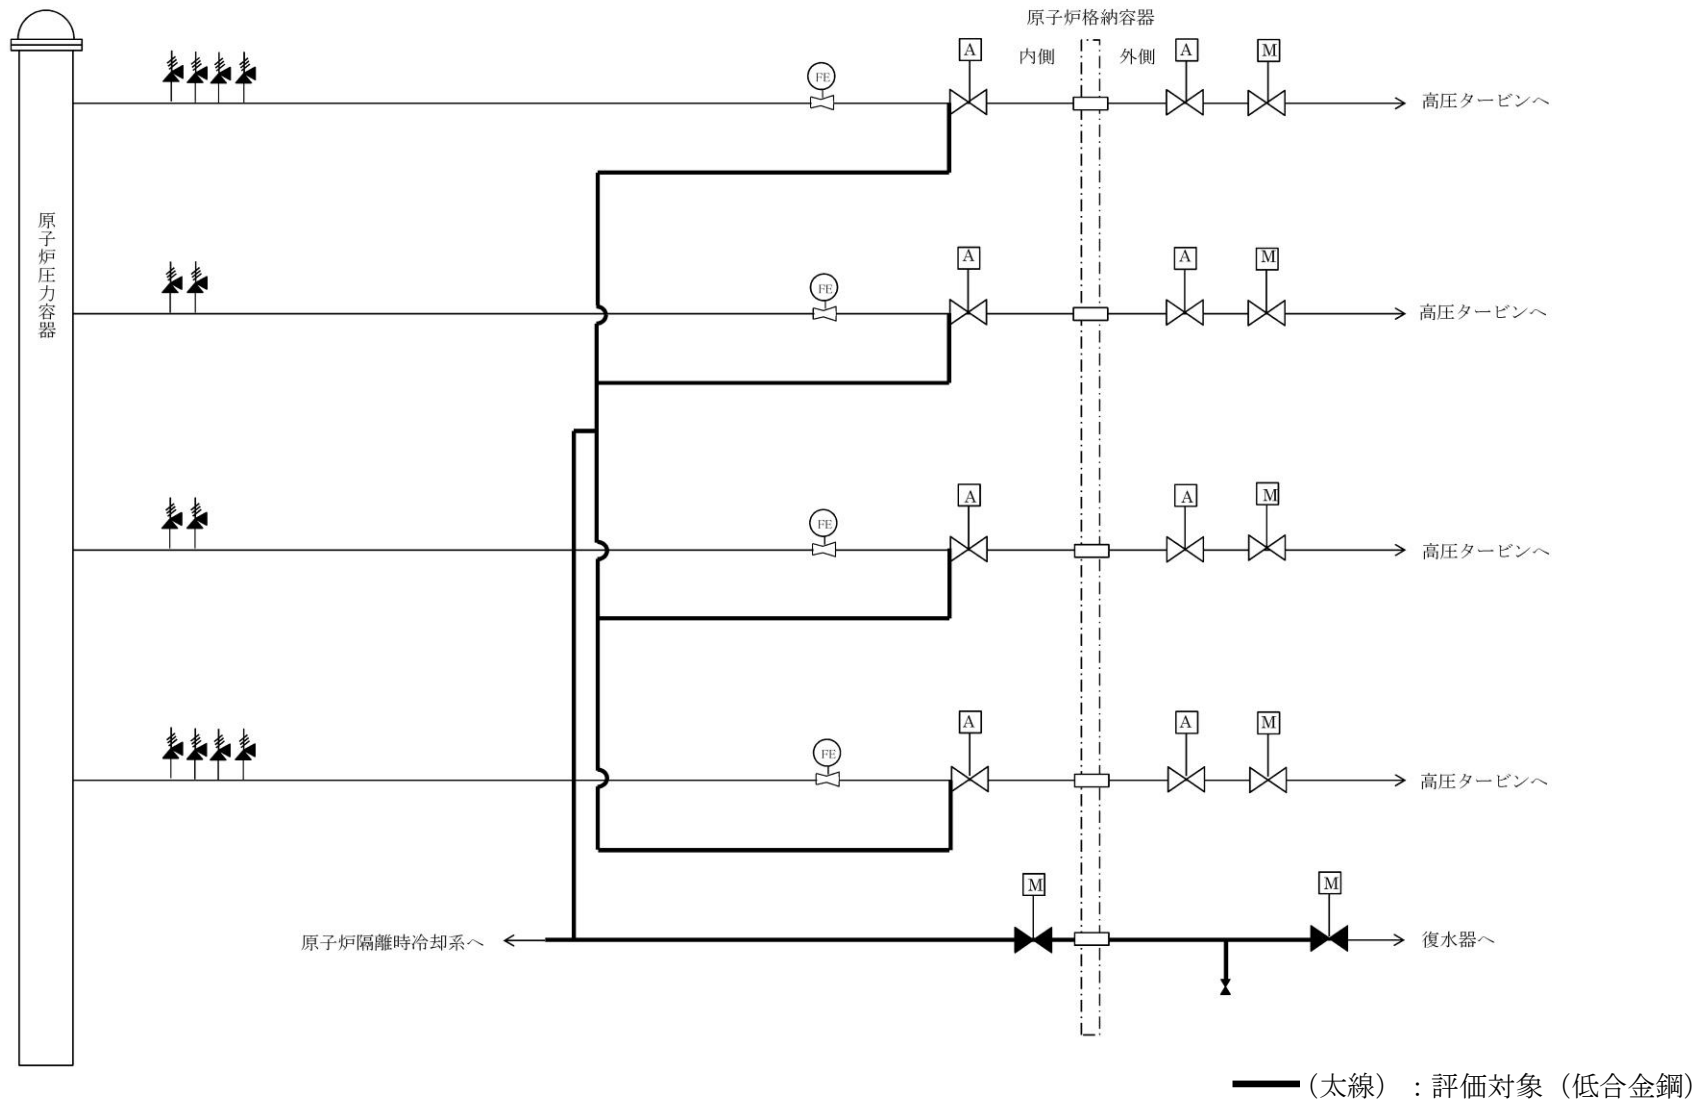 原子炉格納容器
内側 外側
A A M
FE
高圧タービンへ
原子炉圧力容器
A A M
FE
高圧タービンへ
A A M
FE
高圧タービンへ
A A M
FE
高圧タービンへ
M M
原子炉隔離時冷却系へ
復水器へ
(太線) : 評価対象 (低合金鋼)